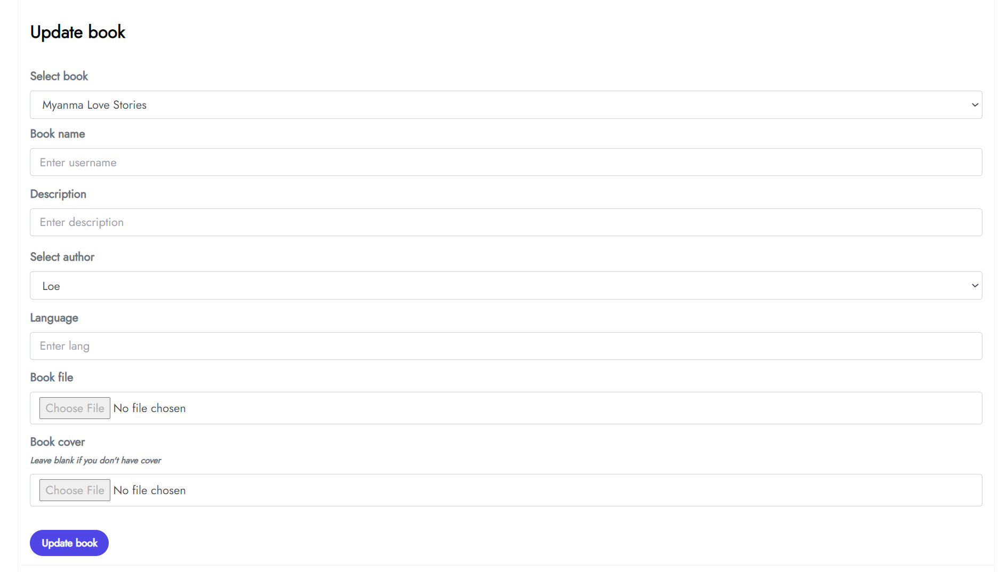 Update book
Select book
Myanma Love Stories
Book name
Enter username
Description
Enter description
Select author
Loe
Language
Enter lang
Book file
Choose File No file chosen
Book cover
Leave blank if you don't have cover
Choose File No file chosen
Update book